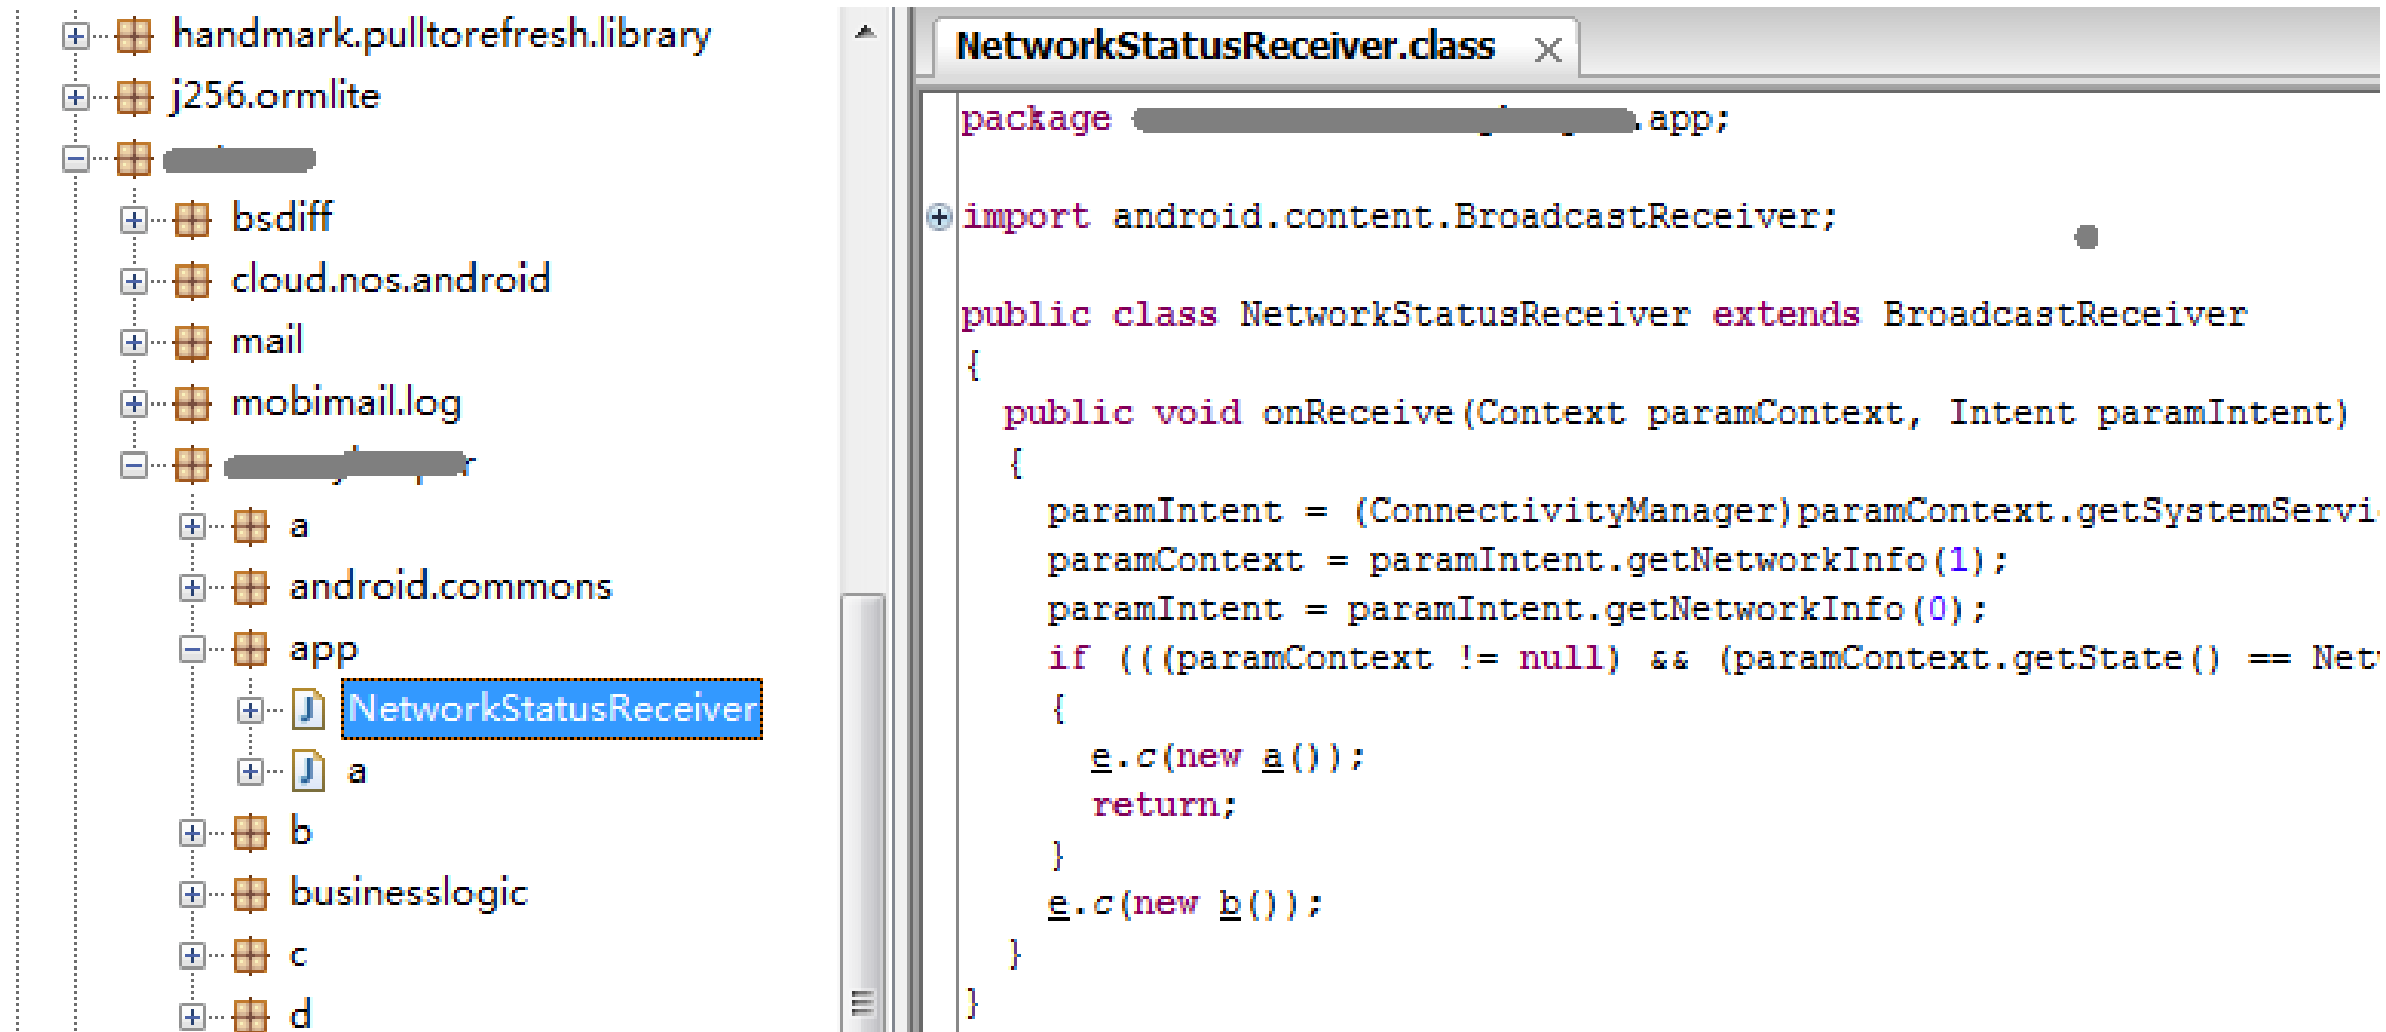 handmark.pulltorefresh.library
j256.ormlite
bsdiff
cloud.nos.android
mail
mobimail.log
a
android.commons
app
NetworkStatusReceiver
a
b
businesslogic
c
d
NetworkStatusReceiver.class
package .app;
import android.content.BroadcastReceiver;
public class NetworkStatusReceiver extends BroadcastReceiver
{
public void onReceive(Context paramContext, Intent paramIntent)
{
paramIntent = (ConnectivityManager)paramContext.getSystemServi
paramContext = paramIntent.getNetworkInfo(1);
paramIntent = paramIntent.getNetworkInfo(0);
if (((paramContext != null) && (paramContext.getState() == Net
{
e.c(new a());
return;
}
e.c(new b());
}
}